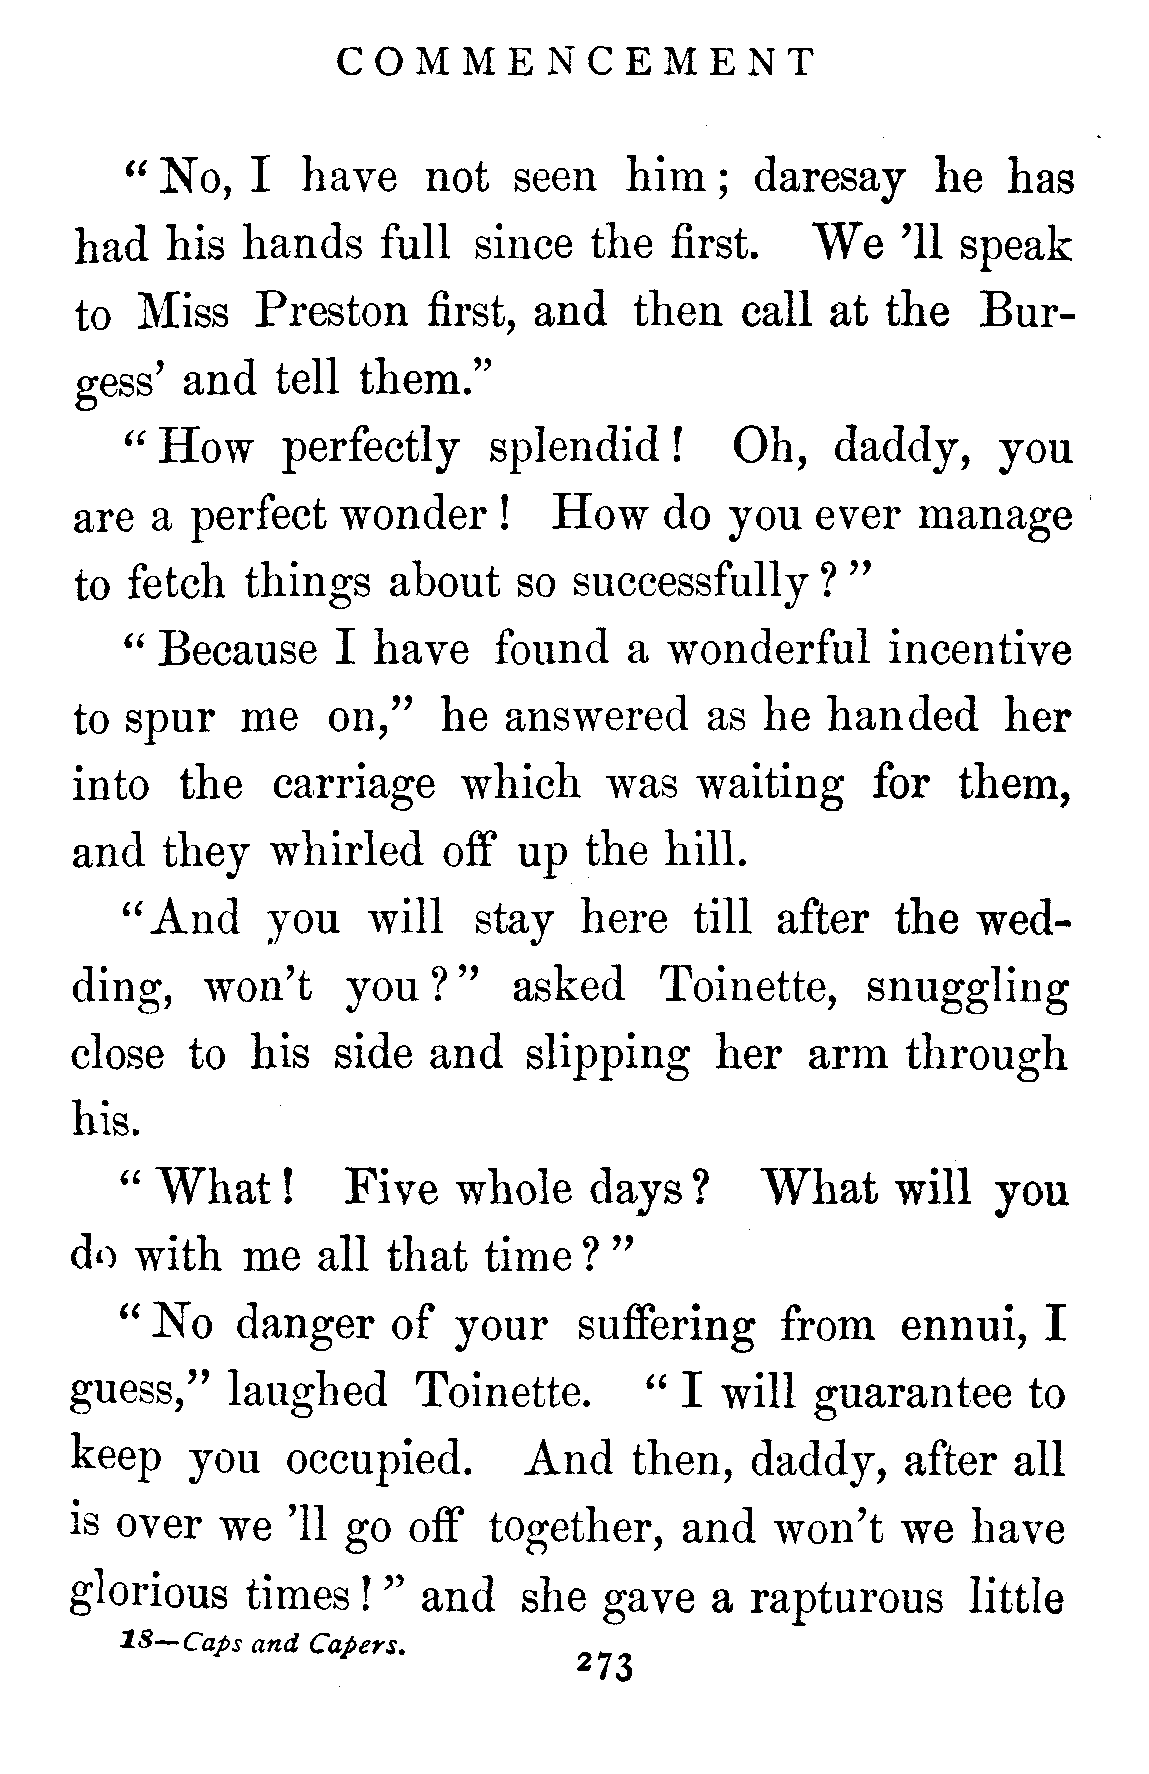 COMMENCEMENT
“No, I have not seen him; daresay he has
had his hands full since the first. We ’ll speak
to Miss Preston first, and then call at the Bur-
gess’ and tell them.”
“How perfectly splendid! Oh, daddy, you
are a perfect wonder! How do you ever manage
to fetch things about so successfully?”
“Because I have found a wonderful incentive
to spur me on,” he answered as he handed her
into the carriage which was waiting for them,
and they whirled off up the hill.
“And you will stay here till after the wed-
ding, won’t you?” asked Toinette, snuggling
close to his side and slipping her arm through
his.
“What! Five whole days? What will you
do with me all that time?”
“No danger of your suffering from ennui, I
guess,” laughed Toinette. “I will guarantee to
keep you occupied. And then, daddy, after all
is over we ’ll go off together, and won’t we have
glorious times!” and she gave a rapturous little
18—Caps and Capers.
273